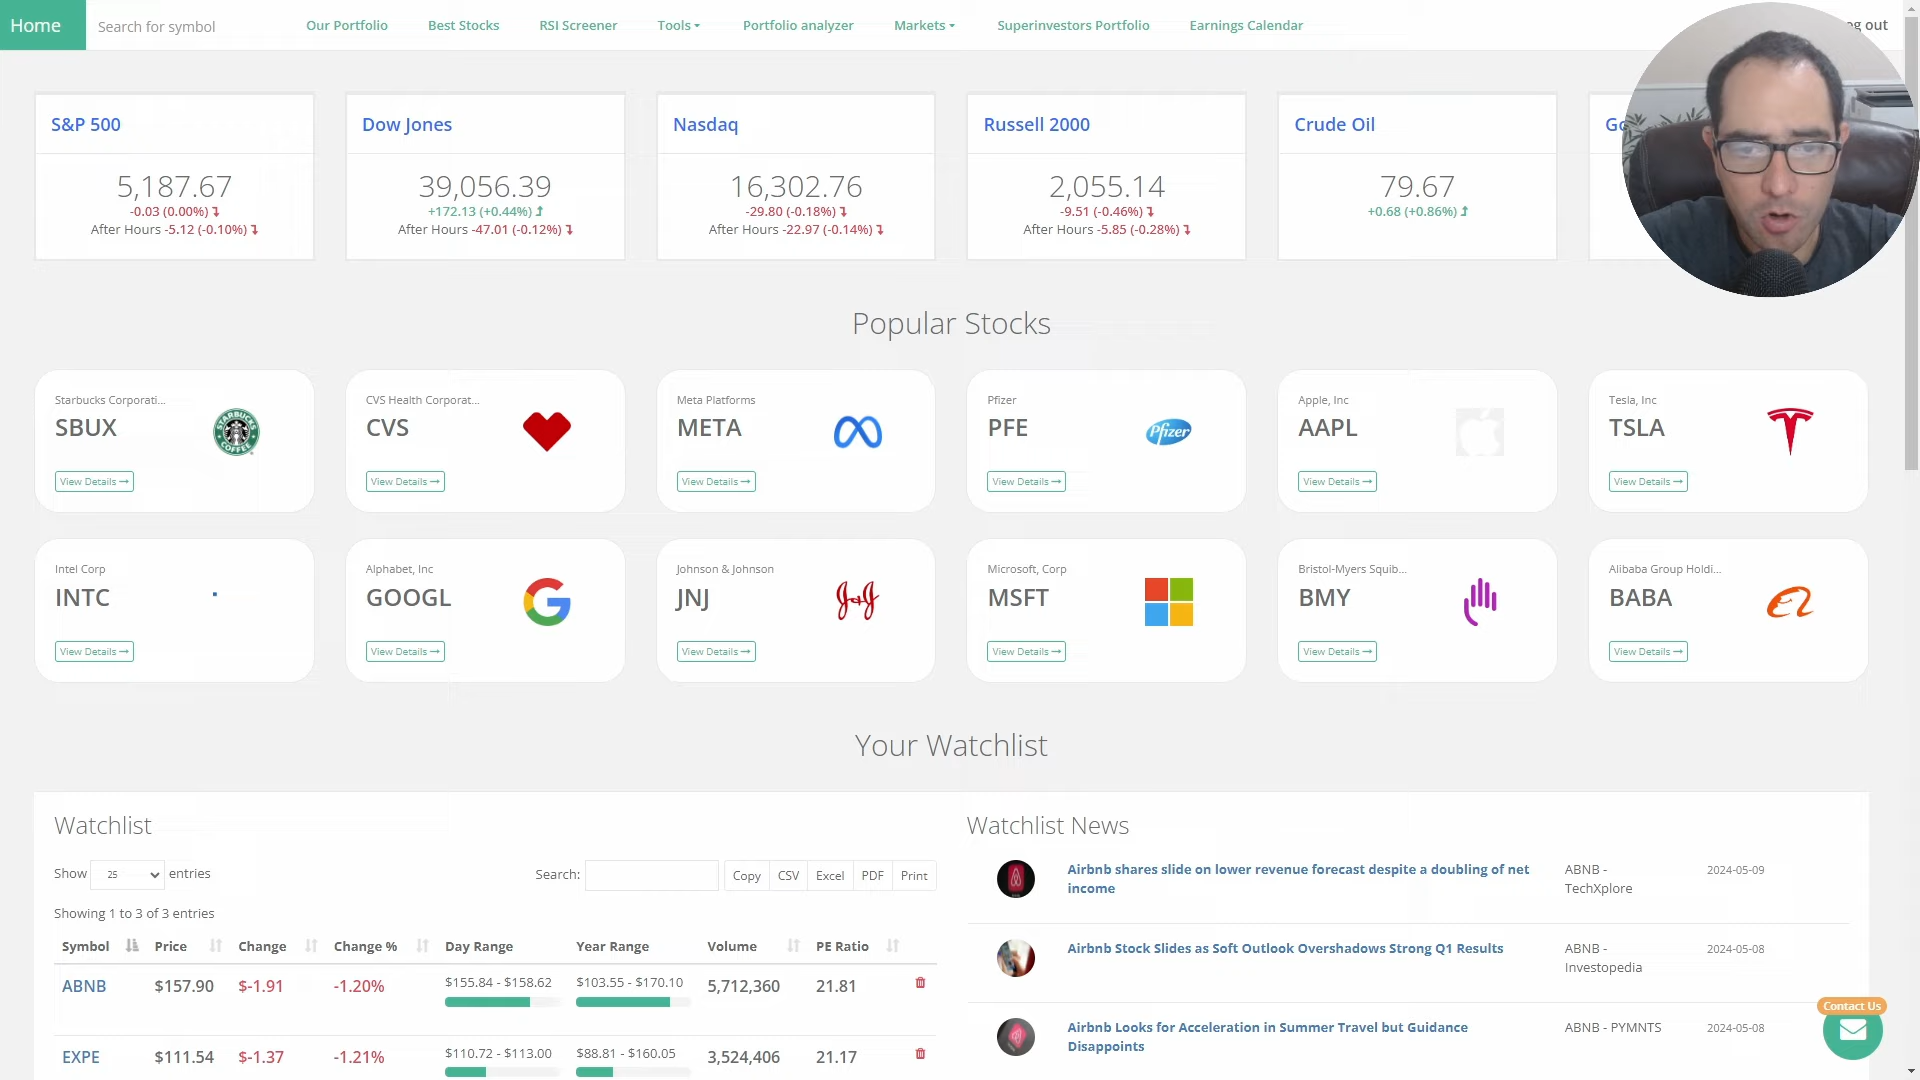 Home
Search for symbol
Our Portfolio
Best Stocks
RSI Screener
Tools
Portfolio analyzer
Markets
Superinvestors Portfolio
Earnings Calendar
out
S&P 500
5,187.67
-0.03 (0.00%)
After Hours -5.12 (-0.10%)
Dow Jones
39,056.39
+172.13 (+0.44%)
After Hours -47.01 (-0.12%)
Nasdaq
16,302.76
-29.80 (-0.18%)
After Hours -22.97 (-0.14%)
Russell 2000
2,055.14
-9.51 (-0.46%)
After Hours -5.85 (-0.28%)
Crude Oil
79.67
+0.68 (+0.86%)
Popular Stocks
Starbucks Corporati...
SBUX
STARBUCKS COFFEE
View Details
CVS Health Corporat...
CVS
View Details
Meta Platforms
META
View Details
Pfizer
PFE
Pfizer
View Details
Apple, Inc
AAPL
View Details
Tesla, Inc
TSLA
View Details
Intel Corp
INTC
View Details
Alphabet, Inc
GOOGL
View Details
Johnson & Johnson
JNJ
J&J
View Details
Microsoft, Corp
MSFT
View Details
Bristol-Myers Squib...
BMY
View Details
Alibaba Group Holdi...
BABA
View Details
Your Watchlist
Watchlist
Show 25 entries
Search:
Copy CSV Excel PDF Print
Showing 1 to 3 of 3 entries
Symbol Price Change Change % Day Range Year Range Volume PE Ratio
ABNB $157.90 $-1.91 -1.20% $155.84 - $158.62 $103.55 - $170.10 5,712,360 21.81
EXPE $111.54 $-1.37 -1.21% $110.72 - $113.00 $88.81 - $160.05 3,524,406 21.17
Watchlist News
Airbnb shares slide on lower revenue forecast despite a doubling of net
income
ABNB -
TechXplore
2024-05-09
Airbnb Stock Slides as Soft Outlook Overshadows Strong Q1 Results
ABNB -
Investopedia
2024-05-08
Airbnb Looks for Acceleration in Summer Travel but Guidance
Disappoints
ABNB - PYMNTS
2024-05-08
Contact Us